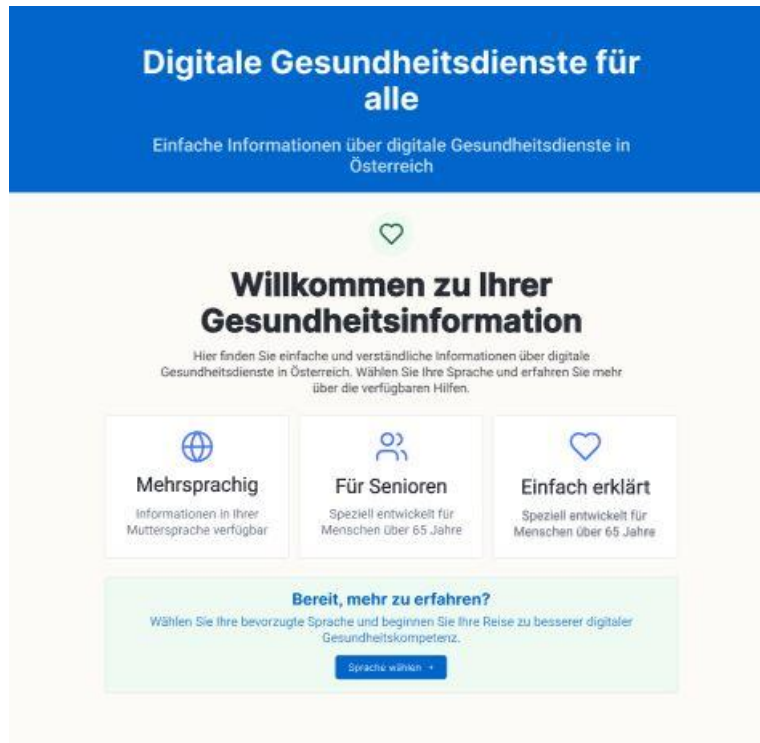 Digitale Gesundheitsdienste für
alle
Einfache Informationen über digitale Gesundheitsdienste in
Österreich
Willkommen zu Ihrer
Gesundheitsinformation
Hier finden Sie einfache und verständliche Informationen über digitale
Gesundheitsdienste in Österreich. Wählen Sie Ihre Sprache und erfahren Sie mehr
über die verfügbaren Hilfen.
Mehrsprachig
Informationen in Ihrer
Muttersprache verfügbar
Für Senioren
Speziell entwickelt für
Menschen über 65 Jahre
Einfach erklärt
Speziell entwickelt für
Menschen über 65 Jahre
Bereit, mehr zu erfahren?
Wählen Sie Ihre bevorzugte Sprache und beginnen Sie Ihre Reise zu besserer digitaler
Gesundheitskompetenz.
Sprache wählen